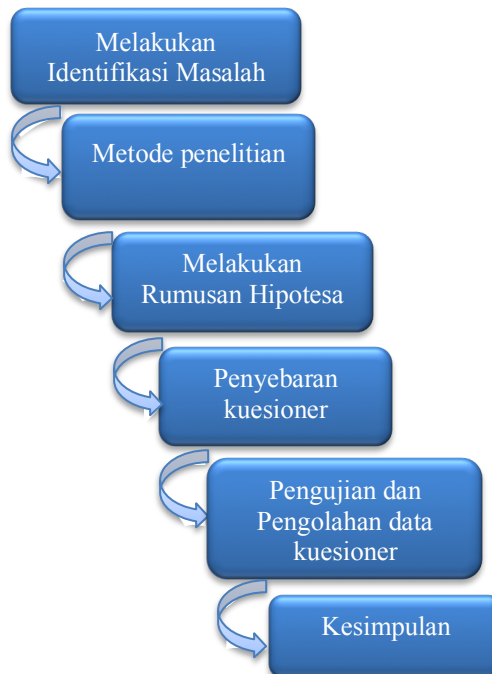 Melakukan
Identifikasi Masalah
Metode penelitian
Melakukan
Rumusan Hipotesa
Penyebaran
kuesioner
Pengujian dan
Pengolahan data
kuesioner
Kesimpulan